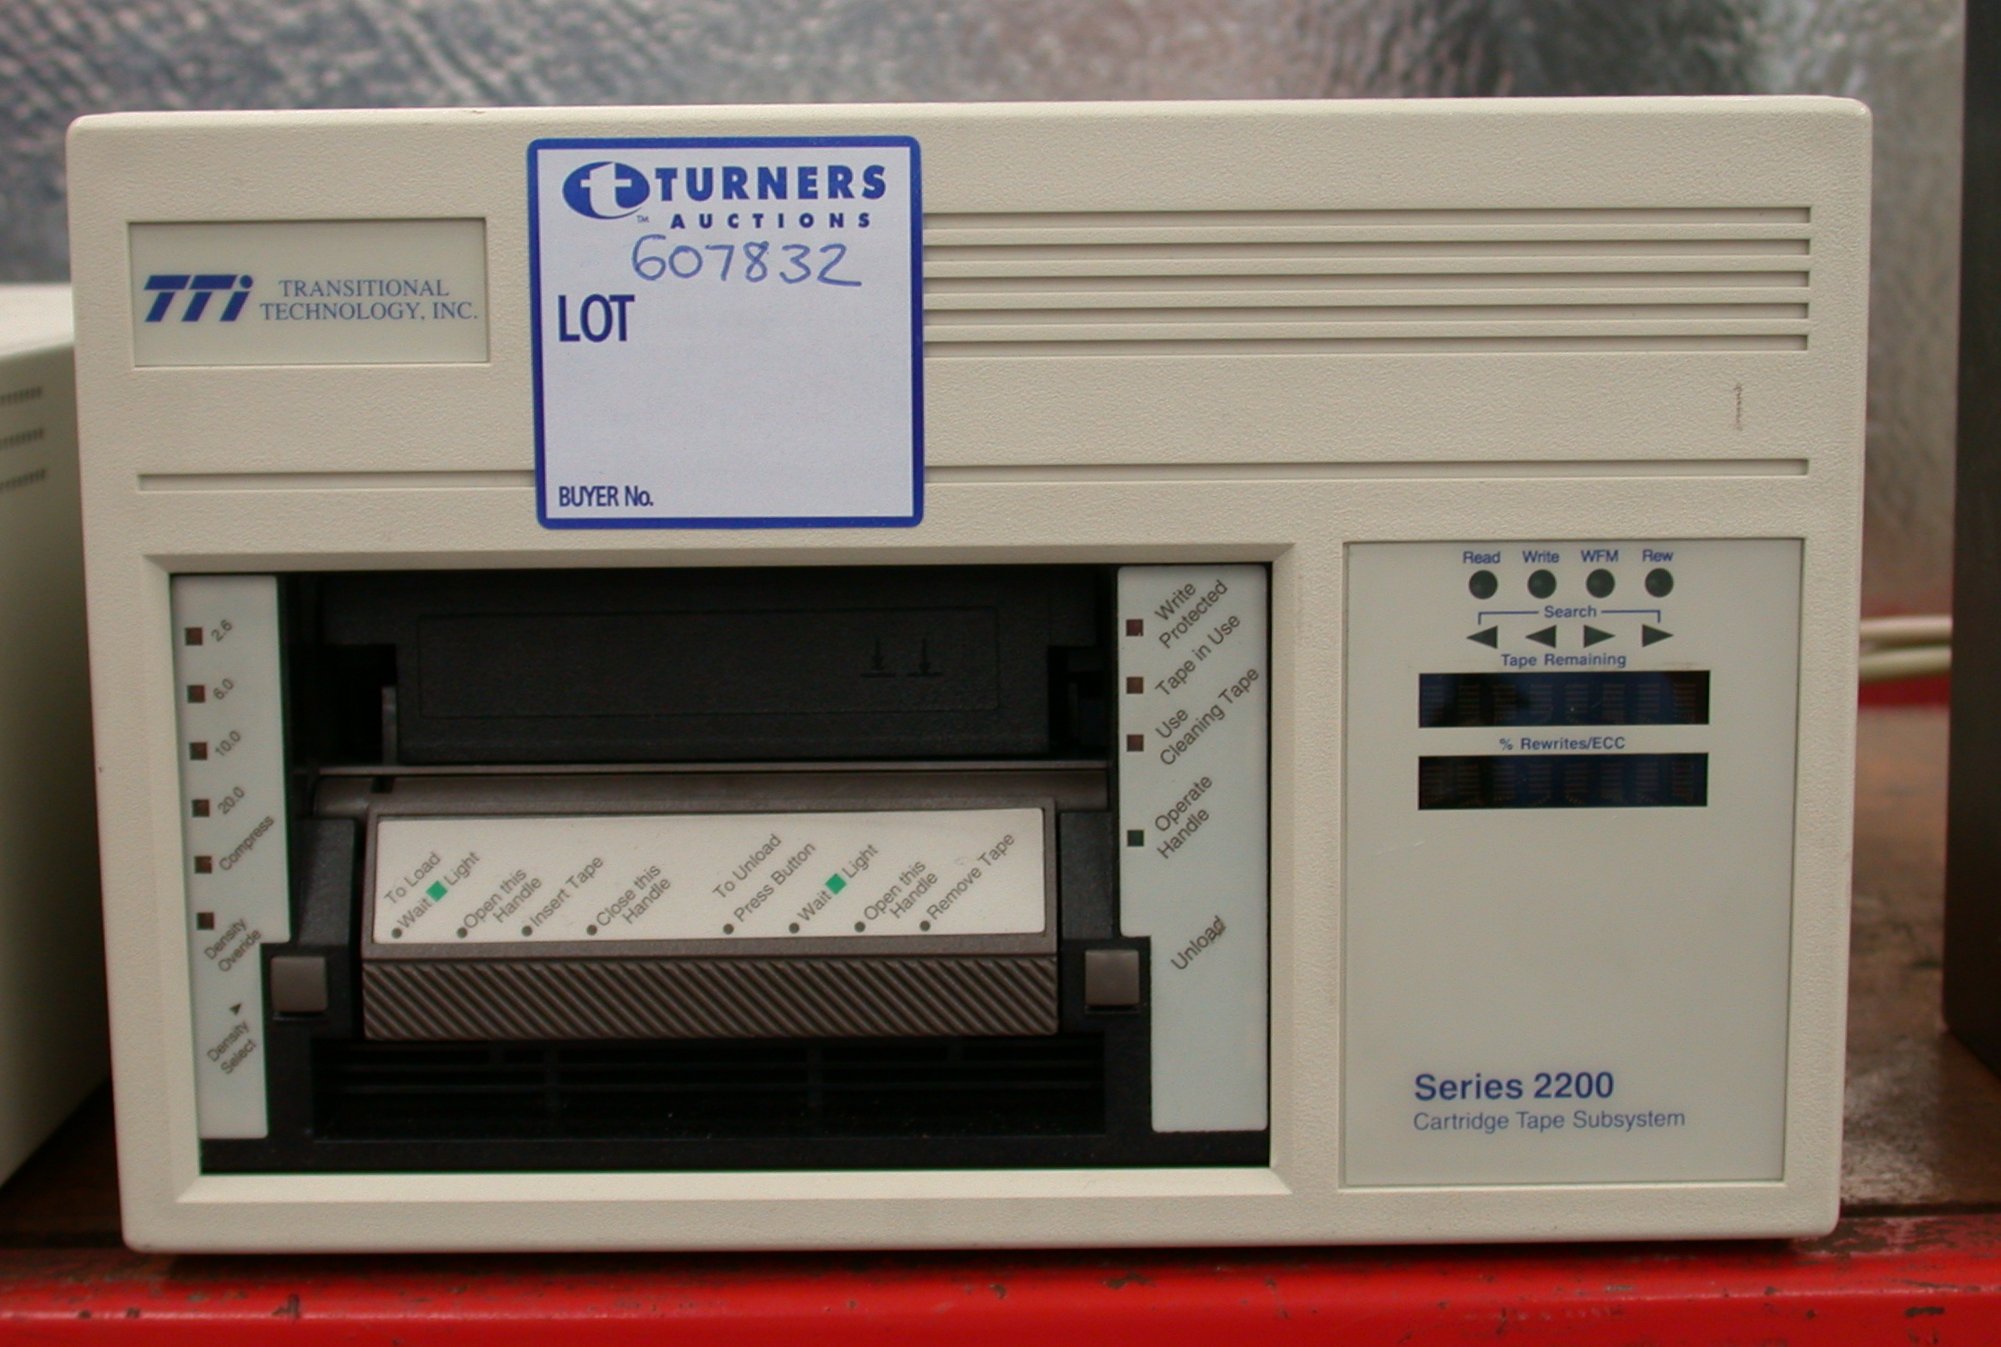 TURNERS
™ AUCTIONS
607832
LOT
BUYER No.
TTi
TRANSITIONAL
TECHNOLOGY, INC.
2.6
6.0
10.0
20.0
Compress
Density
Override
Density
Select
To Load
Wait Light
Open this
Handle
Insert Tape
Close this
Handle
To Unload
Press Button
Wait Light
Open this
Handle
Remove Tape
Write
Protected
Tape in Use
Use
Cleaning Tape
Operate
Handle
Unload
Read Write WFM Rew
Search
Tape Remaining
% Rewrites/ECC
Series 2200
Cartridge Tape Subsystem